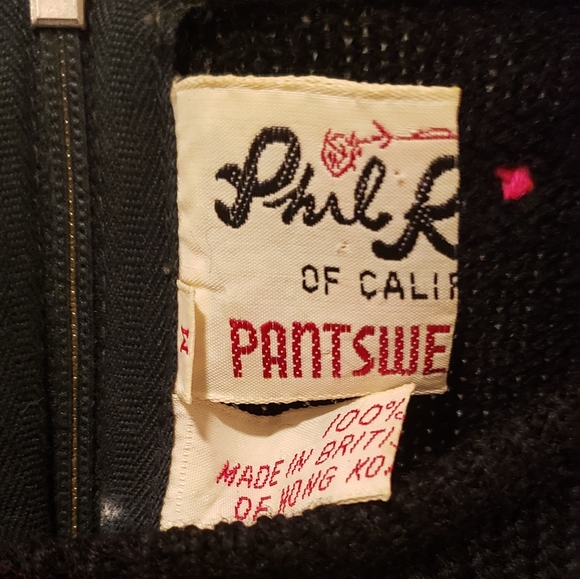 Phil R
OF CALIF
PANTSWE
M
100%
MADE IN BRITI
OF HONG KO